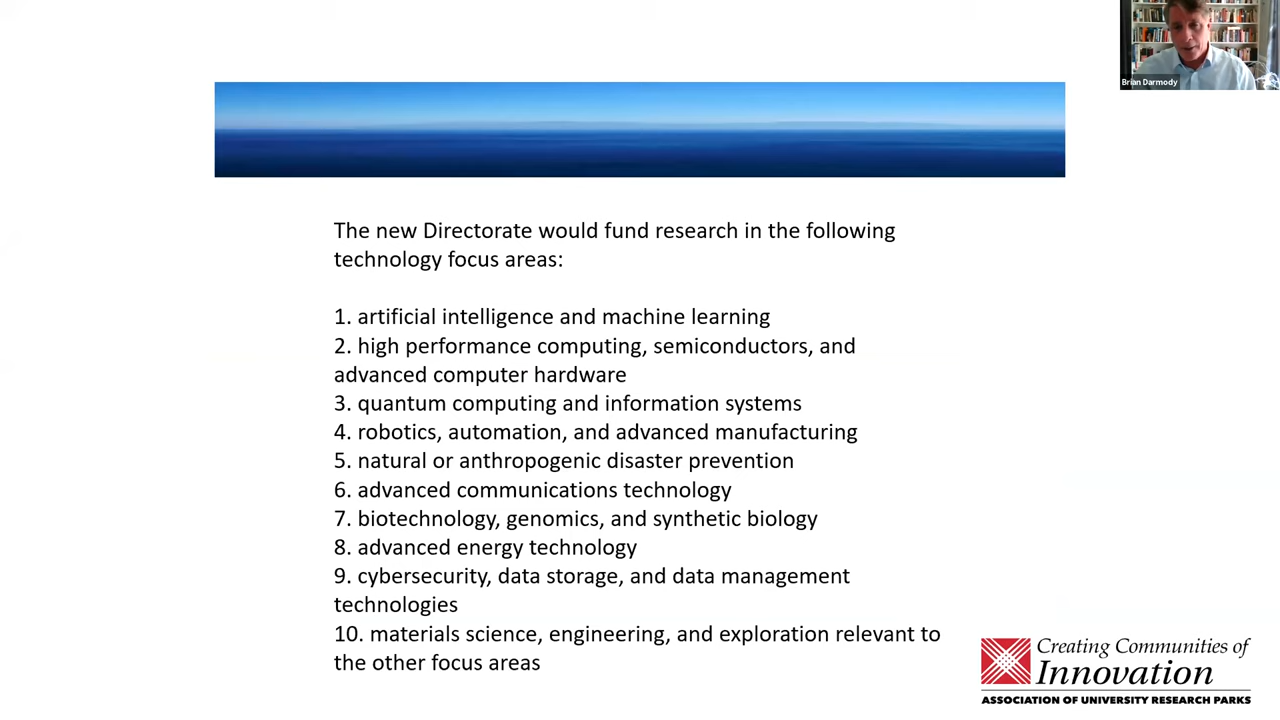 Brian Darmody
The new Directorate would fund research in the following
technology focus areas:
1. artificial intelligence and machine learning
2. high performance computing, semiconductors, and
advanced computer hardware
3. quantum computing and information systems
4. robotics, automation, and advanced manufacturing
5. natural or anthropogenic disaster prevention
6. advanced communications technology
7. biotechnology, genomics, and synthetic biology
8. advanced energy technology
9. cybersecurity, data storage, and data management
technologies
10. materials science, engineering, and exploration relevant to
the other focus areas
Creating Communities of
Innovation
ASSOCIATION OF UNIVERSITY RESEARCH PARKS